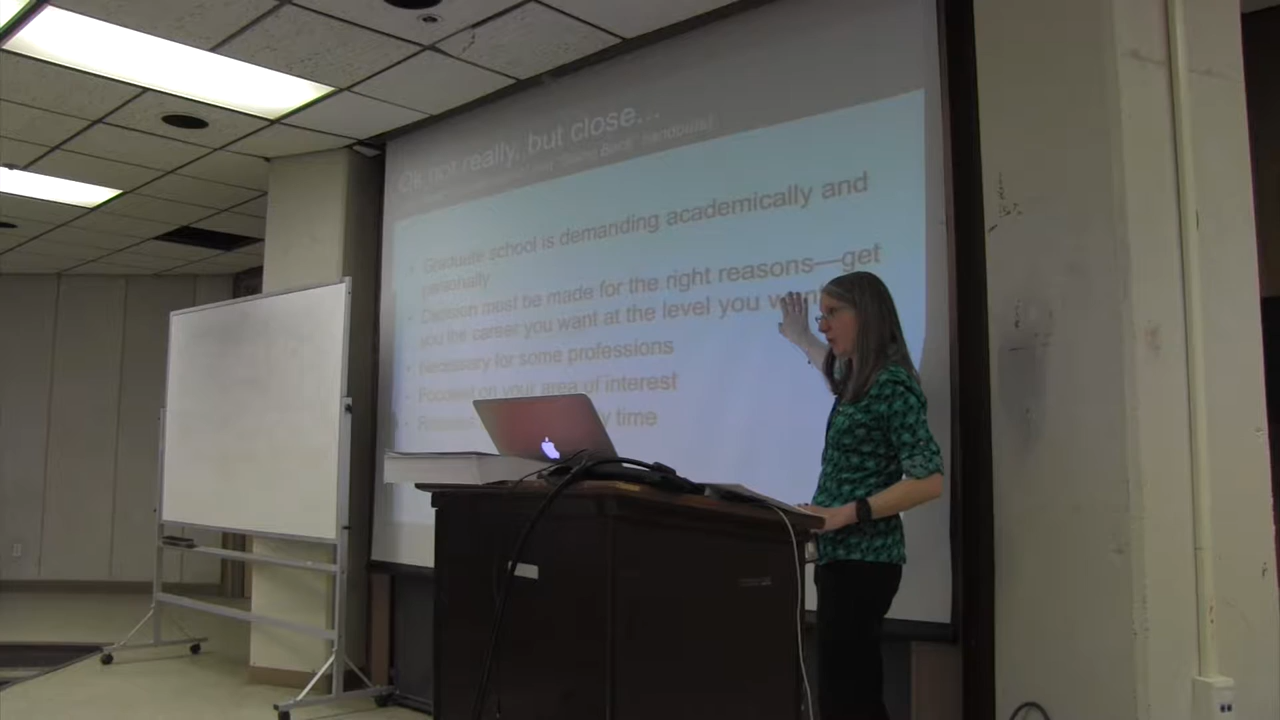 Ok not really, but close...
handouts)
• Graduate school is demanding academically and
personally
• Decision must be made for the right reasons—get
you the career you want at the level you want
• Necessary for some professions
• Focused on your area of interest
• time